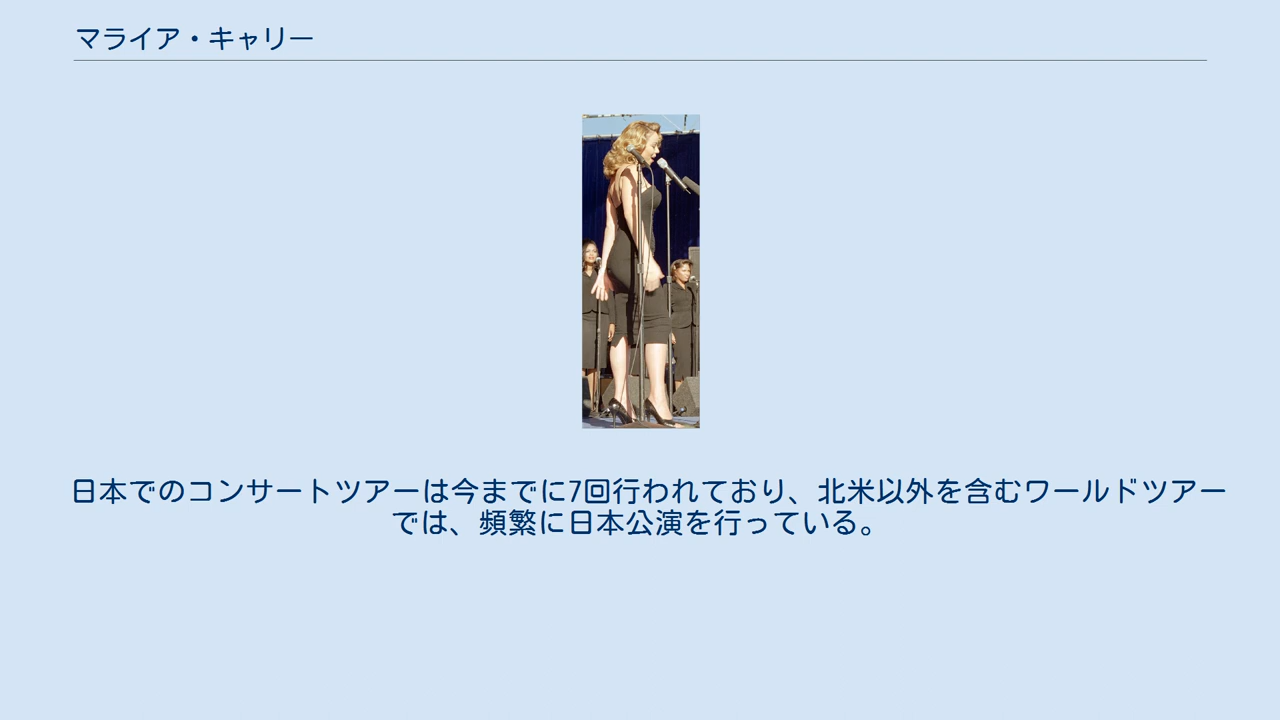 マライア・キャリー
日本でのコンサートツアーは今までに7回行われており、北米以外を含むワールドツアー
では、頻繁に日本公演を行っている。